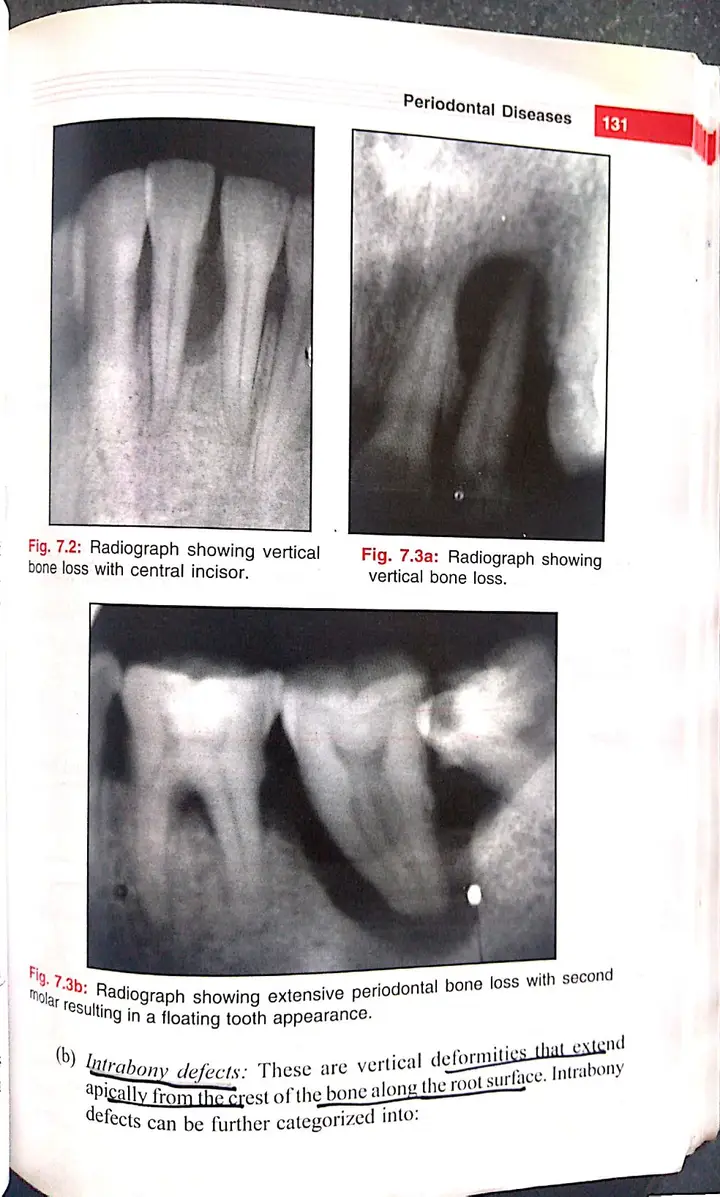 Periodontal Diseases 131
Fig. 7.2: Radiograph showing vertical
bone loss with central incisor.
Fig. 7.3a: Radiograph showing
vertical bone loss.
Fig. 7.3b: Radiograph showing extensive periodontal bone loss with second
molar resulting in a floating tooth appearance.
(b) Intrabony defects: These are vertical deformities that extend
apically from the crest of the bone along the root surface. Intrabony
defects can be further categorized into: